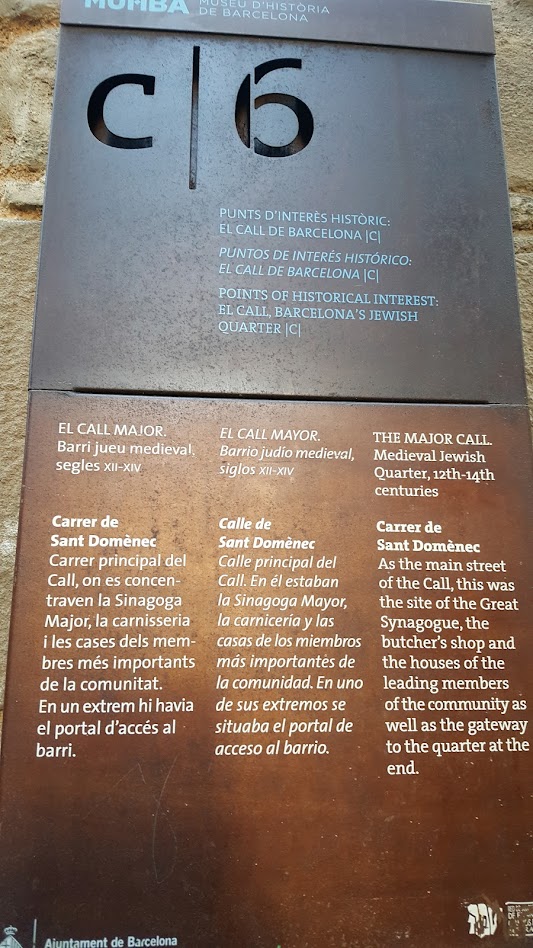 MUHBA
MUSEU D'HISTÒRIA
DE BARCELONA
c|6
PUNTS D'INTERÈS HISTÒRIC:
EL CALL DE BARCELONA |C|
PUNTOS DE INTERÉS HISTÓRICO:
EL CALL DE BARCELONA |C|
POINTS OF HISTORICAL INTEREST:
EL CALL, BARCELONA'S JEWISH
QUARTER |C|
EL CALL MAJOR.
Barri jueu medieval,
segles XII-XIV
Carrer de
Sant Domènec
Carrer principal del
Call, on es concen-
traven la Sinagoga
Major, la carnisseria
i les cases dels mem-
bres més importants
de la comunitat.
En un extrem hi havia
el portal d'accés al
barri.
EL CALL MAYOR.
Barrio judío medieval,
siglos XII-XIV
Calle de
Sant Domènec
Calle principal del
Call. En él estaban
la Sinagoga Mayor,
la carnicería y las
casas de los miembros
más importantes de
la comunidad. En uno
de sus extremos se
situaba el portal de
acceso al barrio.
THE MAJOR CALL
Medieval Jewish
Quarter, 12th-14th
centuries
Carrer de
Sant Domènec
As the main street
of the Call, this was
the site of the Great
Synagogue, the
butcher's shop and
the houses of the
leading members
of the community as
well as the gateway
to the quarter at the
end.
Ajuntament de Barcelona